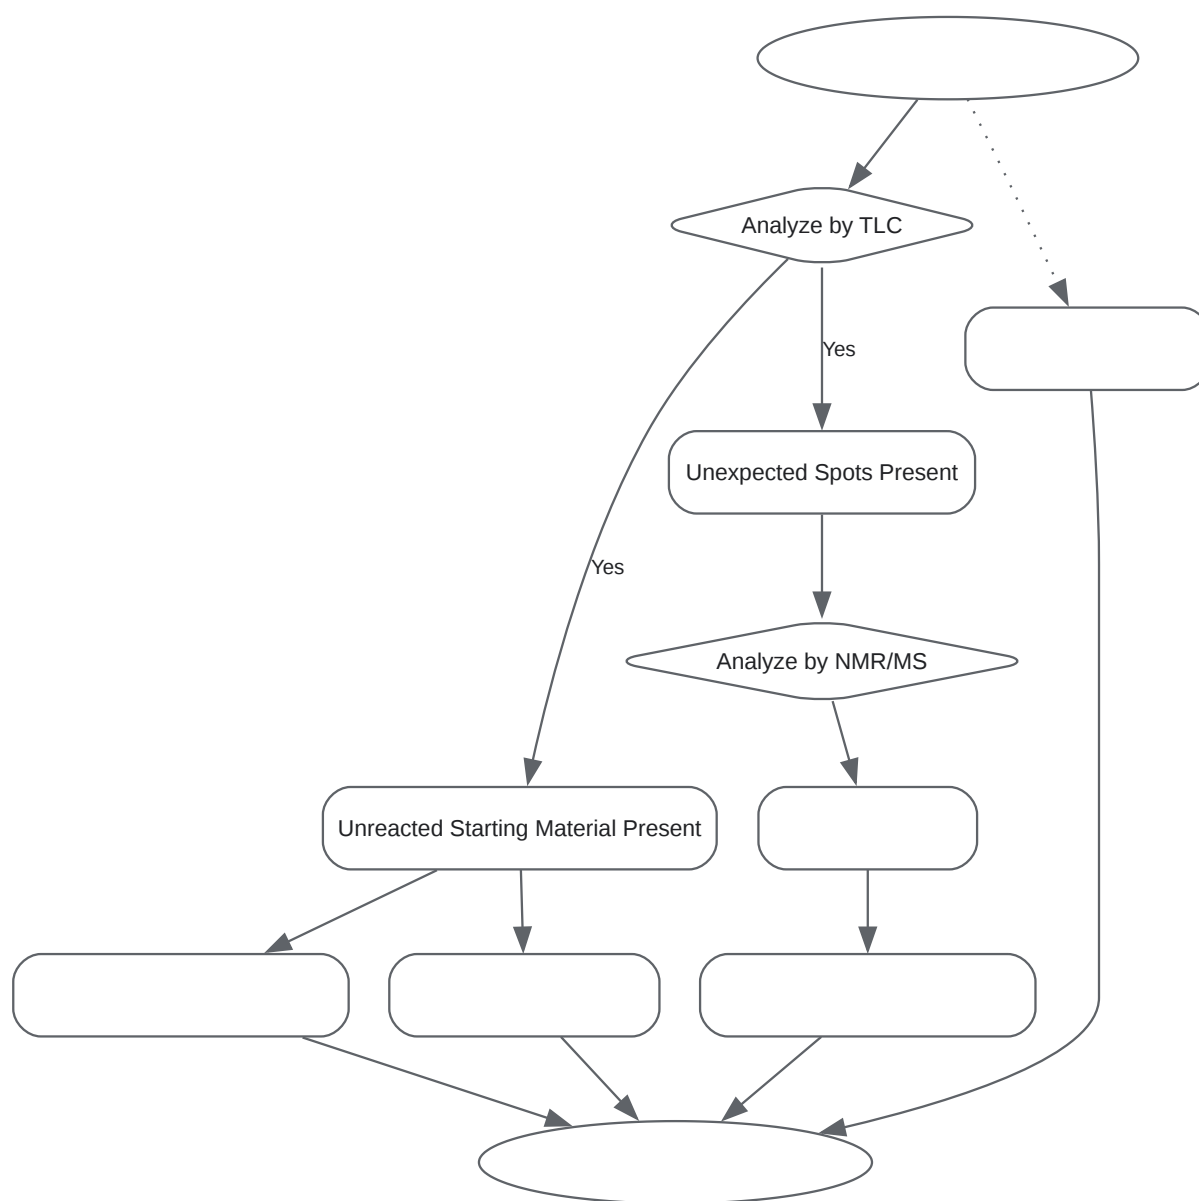 Analyze by TLC
Yes
Unexpected Spots Present
Yes
Analyze by NMR/MS
Unreacted Starting Material Present